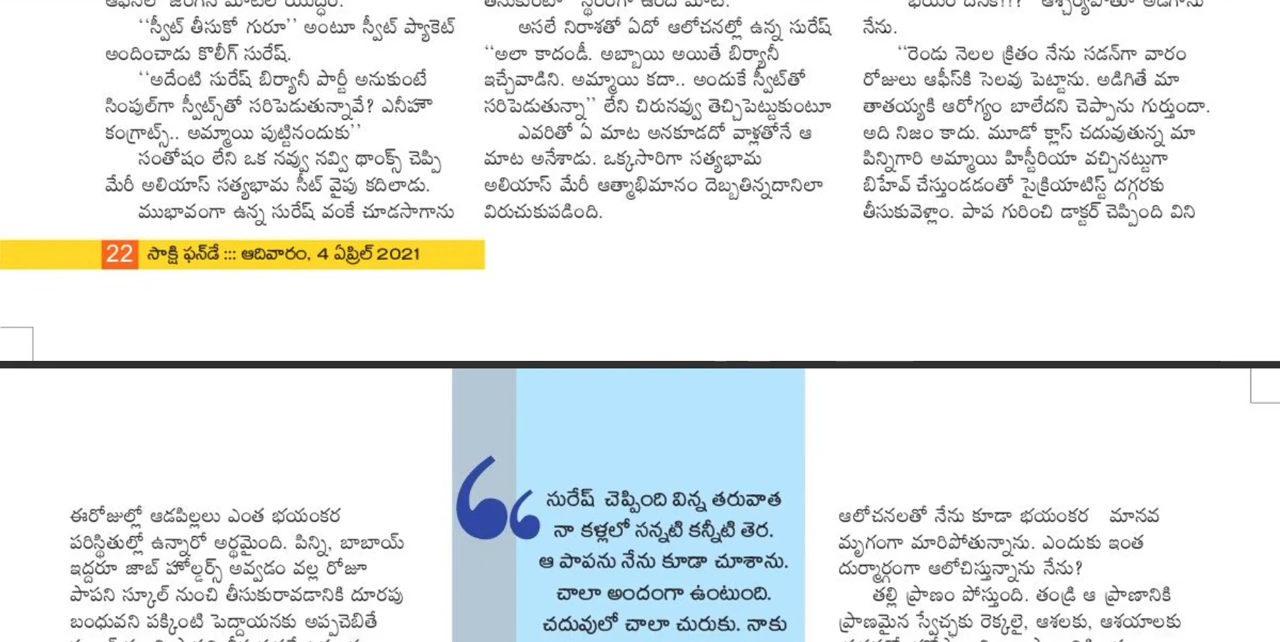 ‘‘స్వీట్ తీసుకో గురూ’’ అంటూ స్వీట్ ప్యాకెట్
అందించాడు కొలీగ్ సురేష్.
‘‘అదేంటి సురేష్ బిర్యానీ పార్టీ అనుకుంటే
సింపుల్‌గా స్వీట్స్‌తో సరిపెడుతున్నావే? ఎనీహౌ
కంగ్రాట్స్.. అమ్మాయి పుట్టినందుకు’’
సంతోషం లేని ఒక నవ్వు నవ్వి థాంక్స్ చెప్పి
మేరీ అలియాస్ సత్యభామ సీట్ వైపు కదిలాడు.
ముభావంగా ఉన్న సురేష్ వంకే చూడసాగాను
అసలే నిరాశతో ఏదో ఆలోచనల్లో ఉన్న సురేష్
‘‘అలా కాదండీ. అబ్బాయి అయితే బిర్యానీ
ఇచ్చేవాడిని. అమ్మాయి కదా.. అందుకే స్వీట్‌తో
సరిపెడుతున్నా’’ లేని చిరునవ్వు తెచ్చిపెట్టుకుంటూ
ఎవరితో ఏ మాట అనకూడదో వాళ్లతోనే ఆ
మాట అనేశాడు. ఒక్కసారిగా సత్యభామ
అలియాస్ మేరీ ఆత్మాభిమానం దెబ్బతిన్నదానిలా
విరుచుకుపడింది.
నేను.
‘‘రెండు నెలల క్రితం నేను సడన్‌గా వారం
రోజులు ఆఫీస్‌కి సెలవు పెట్టాను. అడిగితే మా
తాతయ్యకి ఆరోగ్యం బాలేదని చెప్పాను గుర్తుందా.
అది నిజం కాదు. మూడో క్లాస్ చదువుతున్న మా
పిన్నిగారి అమ్మాయి హిస్టీరియా వచ్చినట్టుగా
బిహేవ్ చేస్తుండడంతో సైక్రియాటిస్ట్ దగ్గరకు
తీసుకువెళ్లాం. పాప గురించి డాక్టర్ చెప్పింది విని
22 సాక్షి ఫన్‌డే ::: ఆదివారం, 4 ఏప్రిల్ 2021
ఈరోజుల్లో ఆడపిల్లలు ఎంత భయంకర
పరిస్థితుల్లో ఉన్నారో అర్థమైంది. పిన్ని, బాబాయ్
ఇద్దరూ జాబ్ హోల్డర్స్ అవ్వడం వల్ల రోజూ
పాపని స్కూల్ నుంచి తీసుకురావడానికి దూరపు
బంధువని పక్కింటి పెద్దాయనకు అప్పచెబితే
“
సురేష్ చెప్పింది విన్న తరువాత
నా కళ్లలో సన్నటి కన్నీటి తెర.
ఆ పాపను నేను కూడా చూశాను.
చాలా అందంగా ఉంటుంది.
చదువులో చాలా చురుకు. నాకు
ఆలోచనలతో నేను కూడా భయంకర మానవ
మృగంగా మారిపోతున్నాను. ఎందుకు ఇంత
దుర్మార్గంగా ఆలోచిస్తున్నాను నేను?
తల్లి ప్రాణం పోస్తుంది. తండ్రి ఆ ప్రాణానికి
ప్రాణమైన స్వేచ్ఛకు రెక్కలై, ఆశలకు, ఆశయాలకు